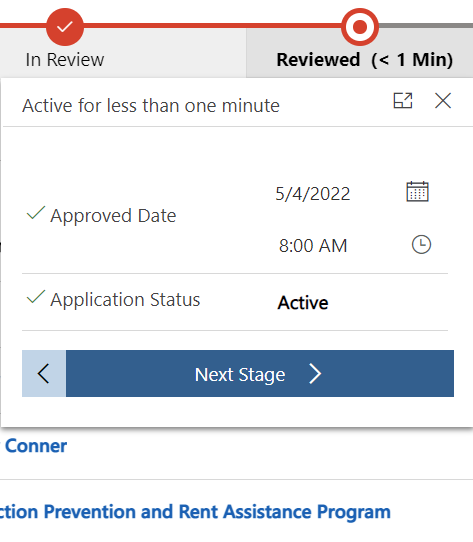 In Review
Reviewed (< 1 Min)
Active for less than one minute
Approved Date
5/4/2022
8:00 AM
Application Status
Active
Next Stage
Conner
ction Prevention and Rent Assistance Program